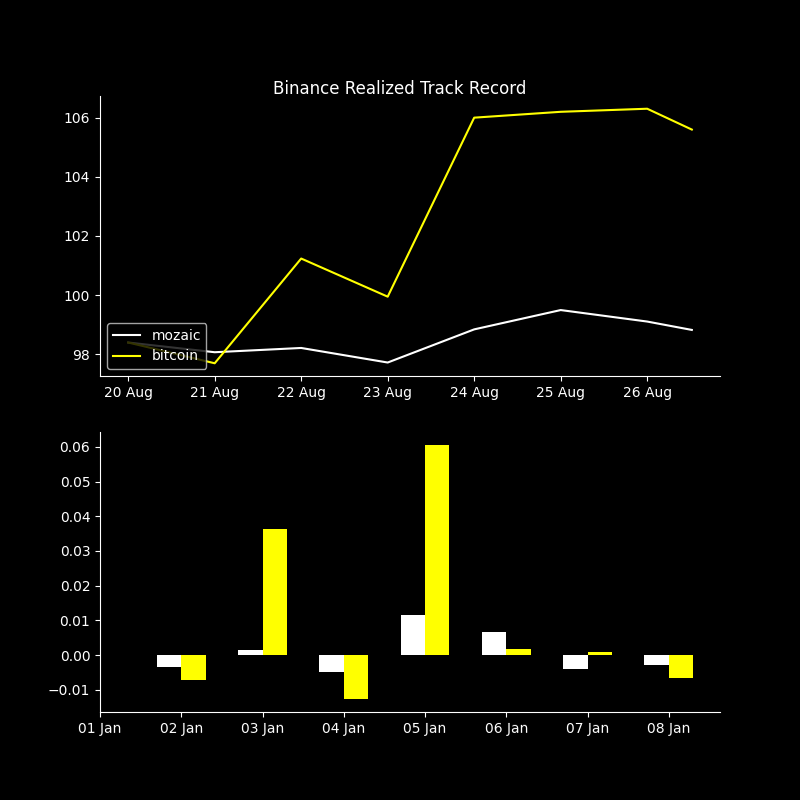 Binance Realized Track Record
106
104
102
100
98
mozaic
bitcoin
20 Aug 21 Aug 22 Aug 23 Aug 24 Aug 25 Aug 26 Aug
0.06
0.05
0.04
0.03
0.02
0.01
0.00
−0.01
01 Jan 02 Jan 03 Jan 04 Jan 05 Jan 06 Jan 07 Jan 08 Jan